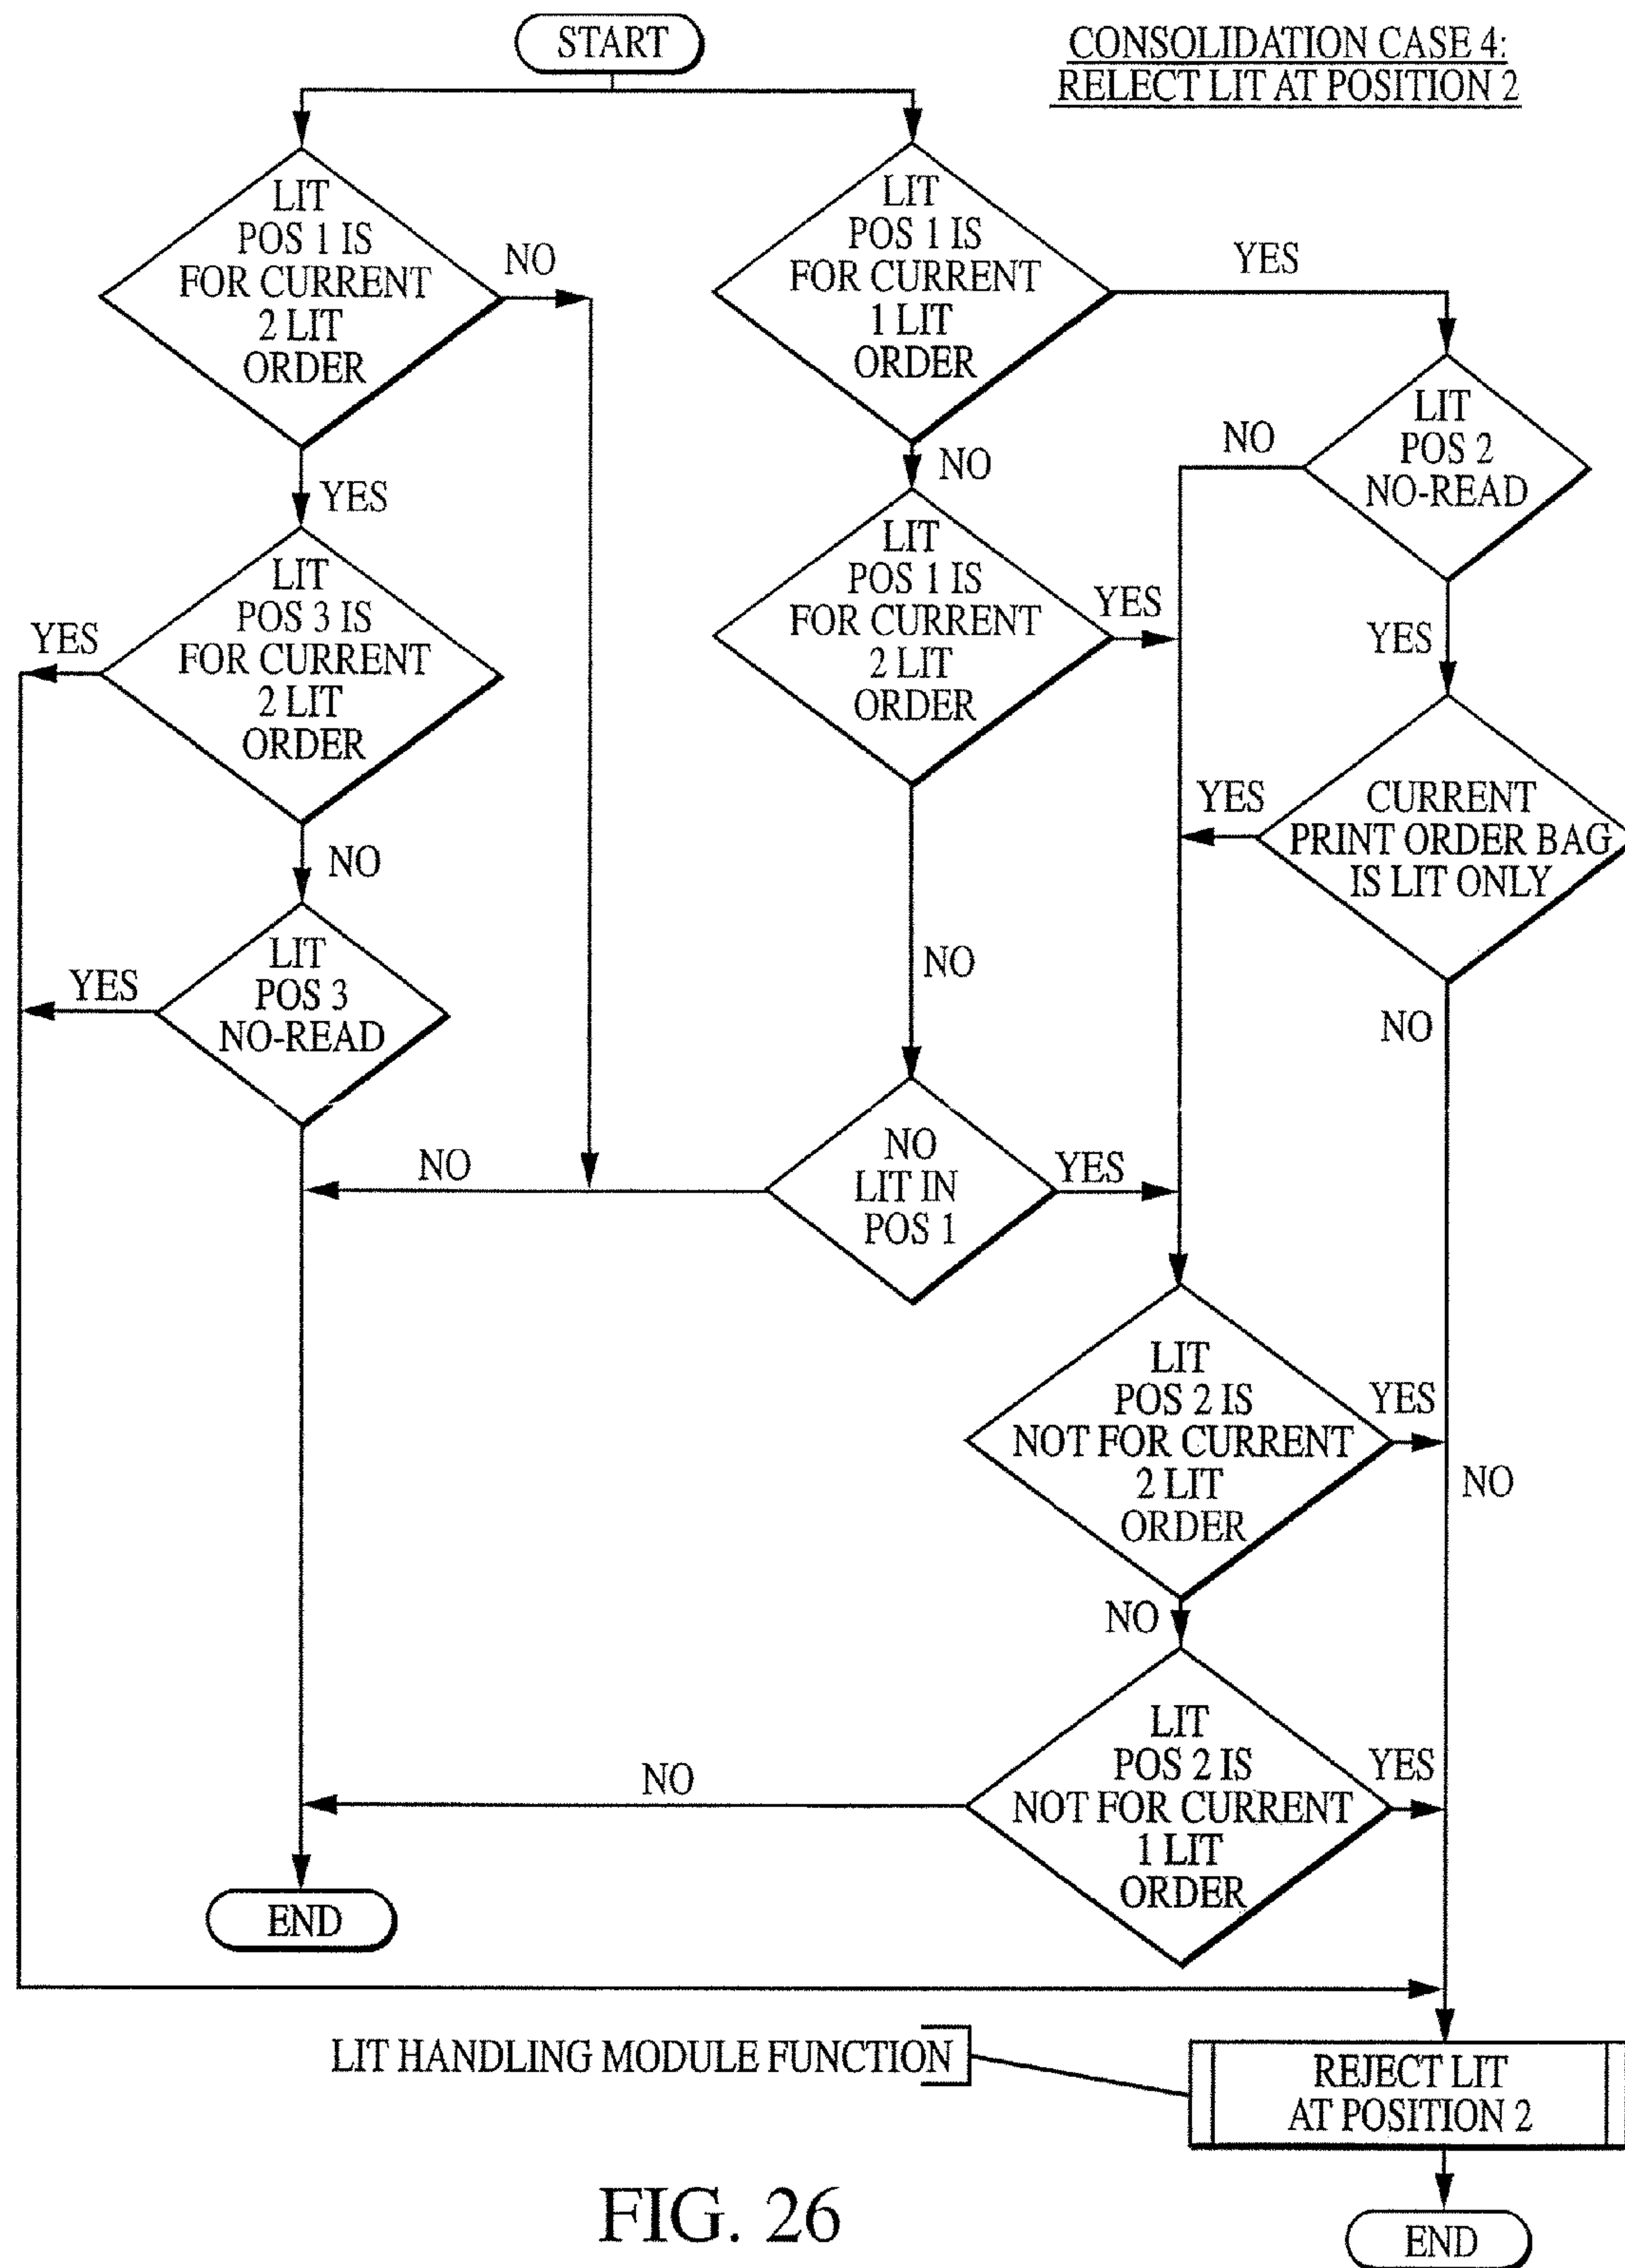 START
CONSOLIDATION CASE 4:
RELECT LIT AT POSITION 2
LIT
POS 1 IS
FOR CURRENT
2 LIT
ORDER
NO
LIT
POS 1 IS
FOR CURRENT
1 LIT
ORDER
YES
LIT
POS 2
NO-READ
NO
NO
YES
YES
LIT
POS 3 IS
FOR CURRENT
2 LIT
ORDER
YES
LIT
POS 1 IS
FOR CURRENT
2 LIT
ORDER
YES
CURRENT
PRINT ORDER BAG
IS LIT ONLY
YES
NO
NO
NO
LIT
POS 3
NO-READ
YES
NO
LIT IN
POS 1
NO
YES
LIT
POS 2 IS
NOT FOR CURRENT
2 LIT
ORDER
YES
NO
NO
LIT
POS 2 IS
NOT FOR CURRENT
1 LIT
ORDER
NO
YES
END
LIT HANDLING MODULE FUNCTION
REJECT LIT
AT POSITION 2
FIG. 26
END